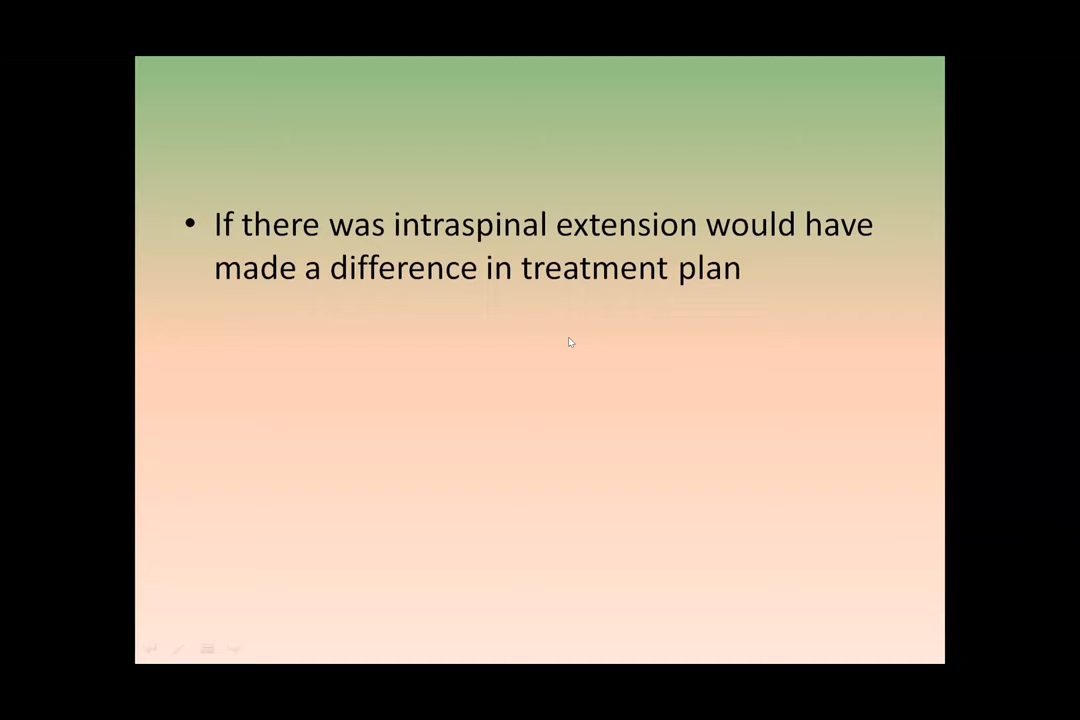 • If there was intraspinal extension would have
made a difference in treatment plan